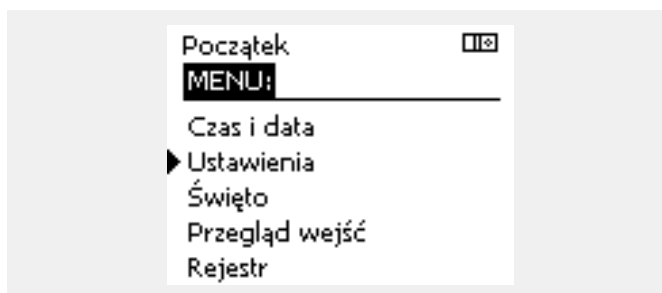 Początek
MENU:
Czas i data
Ustawienia
Święto
Przegląd wejść
Rejestr